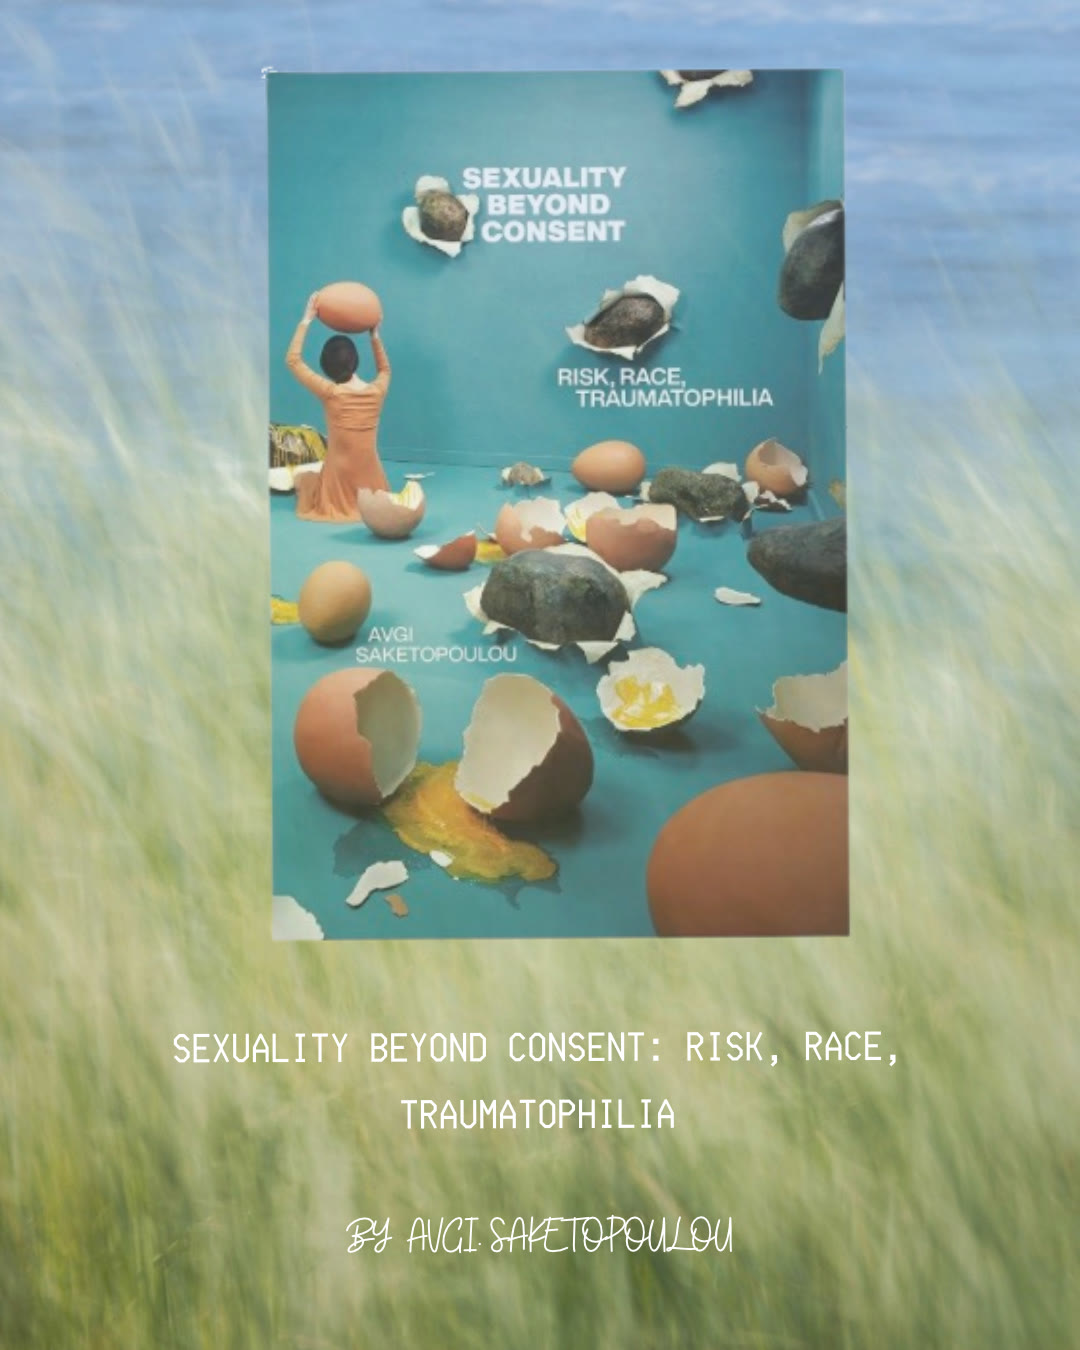 SEXUALITY
BEYOND
CONSENT
RISK, RACE,
TRAUMATOPHILIA
AVGI
SAKETOPOULOU
SEXUALITY BEYOND CONSENT: RISK, RACE,
TRAUMATOPHILIA
BY AVGI SAKETOPOULOU